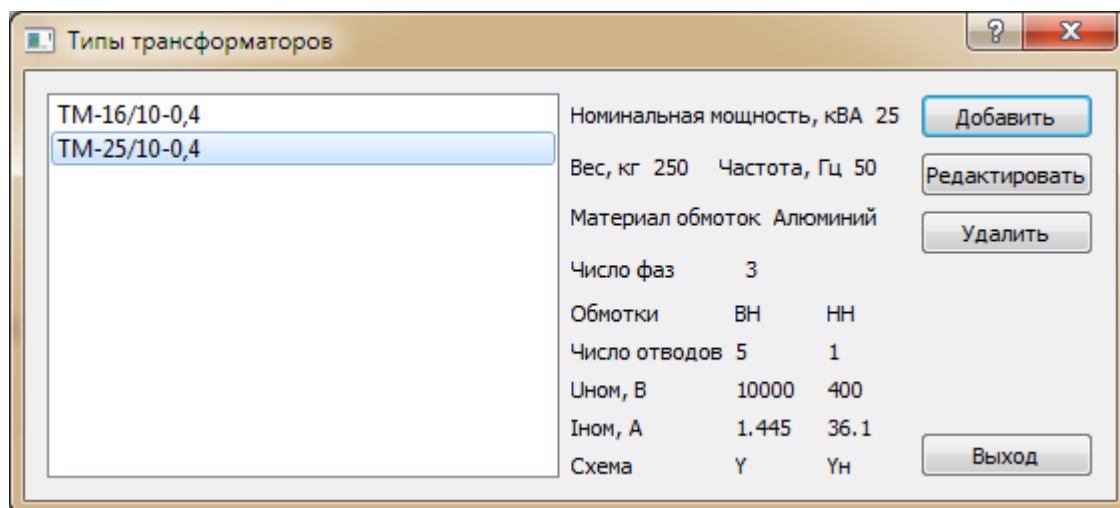 Типы трансформаторов
ТМ-16/10-0,4
ТМ-25/10-0,4
Номинальная мощность, кВА 25
Вес, кг 250 Частота, Гц 50
Материал обмоток Алюминий
Число фаз 3
Обмотки ВН НН
Число отводов 5 1
Uном, В 10000 400
Iном, А 1.445 36.1
Схема Y Yн
Добавить
Редактировать
Удалить
Выход